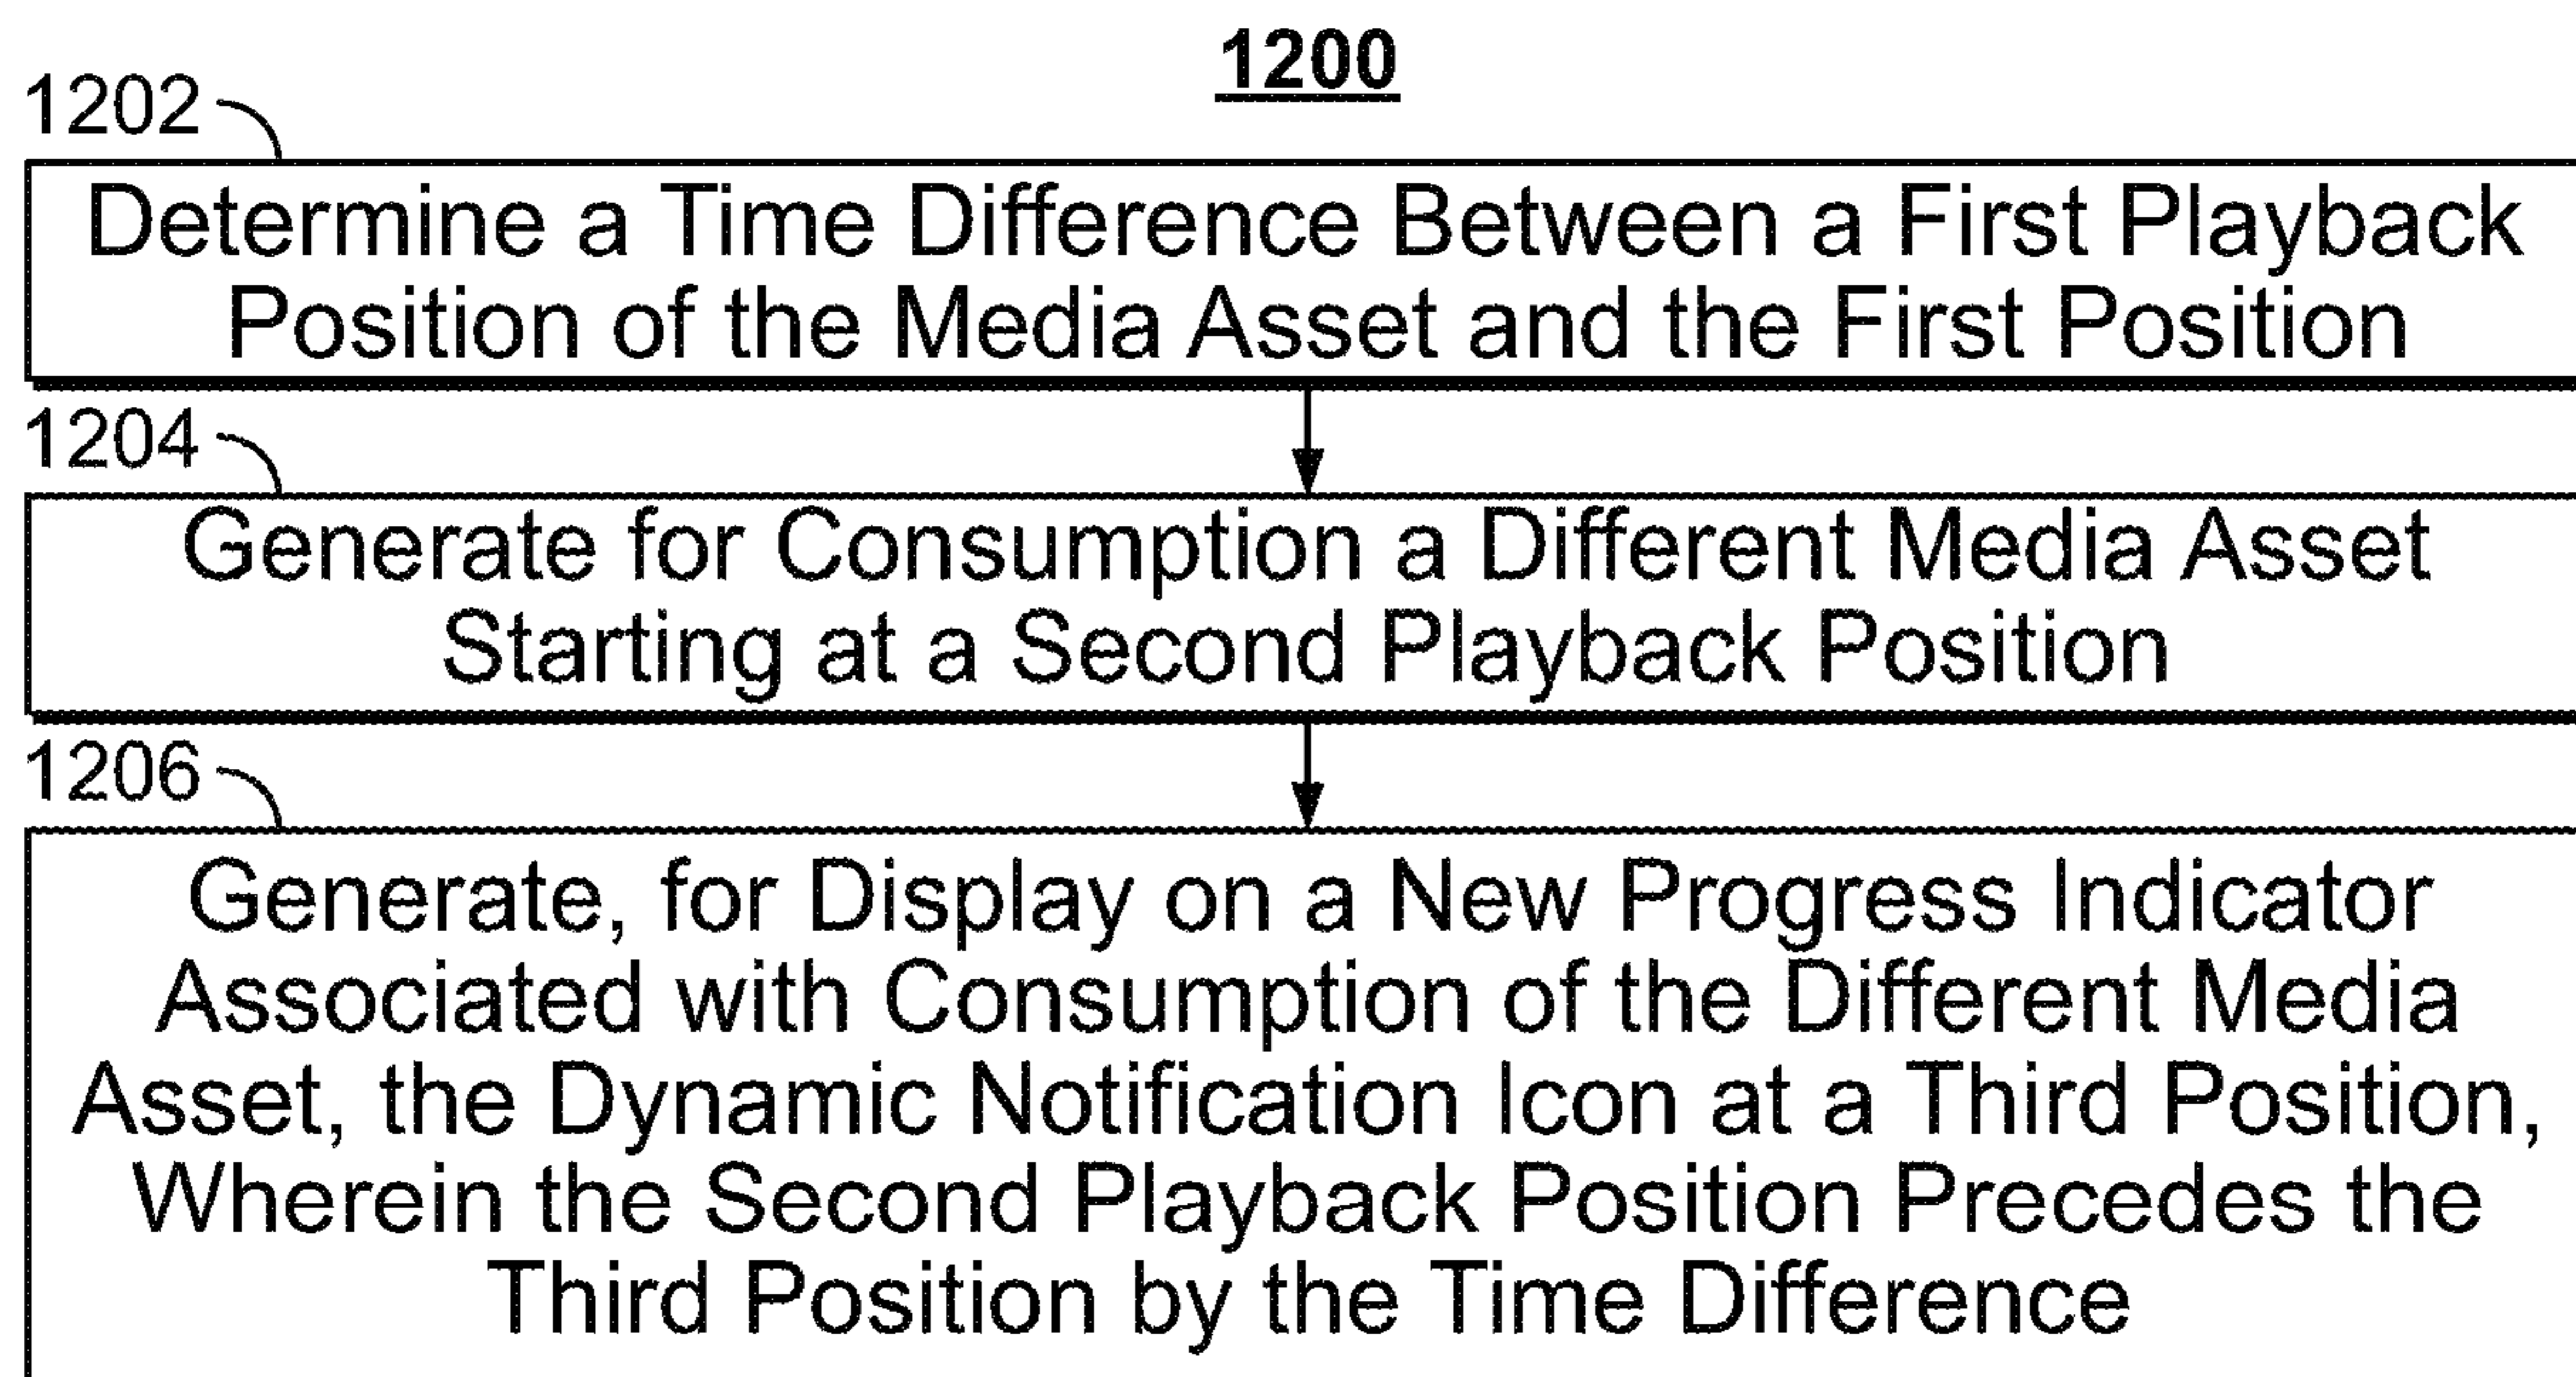 1200
1202
Determine a Time Difference Between a First Playback
Position of the Media Asset and the First Position
1204
Generate for Consumption a Different Media Asset
Starting at a Second Playback Position
1206
Generate, for Display on a New Progress Indicator
Associated with Consumption of the Different Media
Asset, the Dynamic Notification Icon at a Third Position,
Wherein the Second Playback Position Precedes the
Third Position by the Time Difference